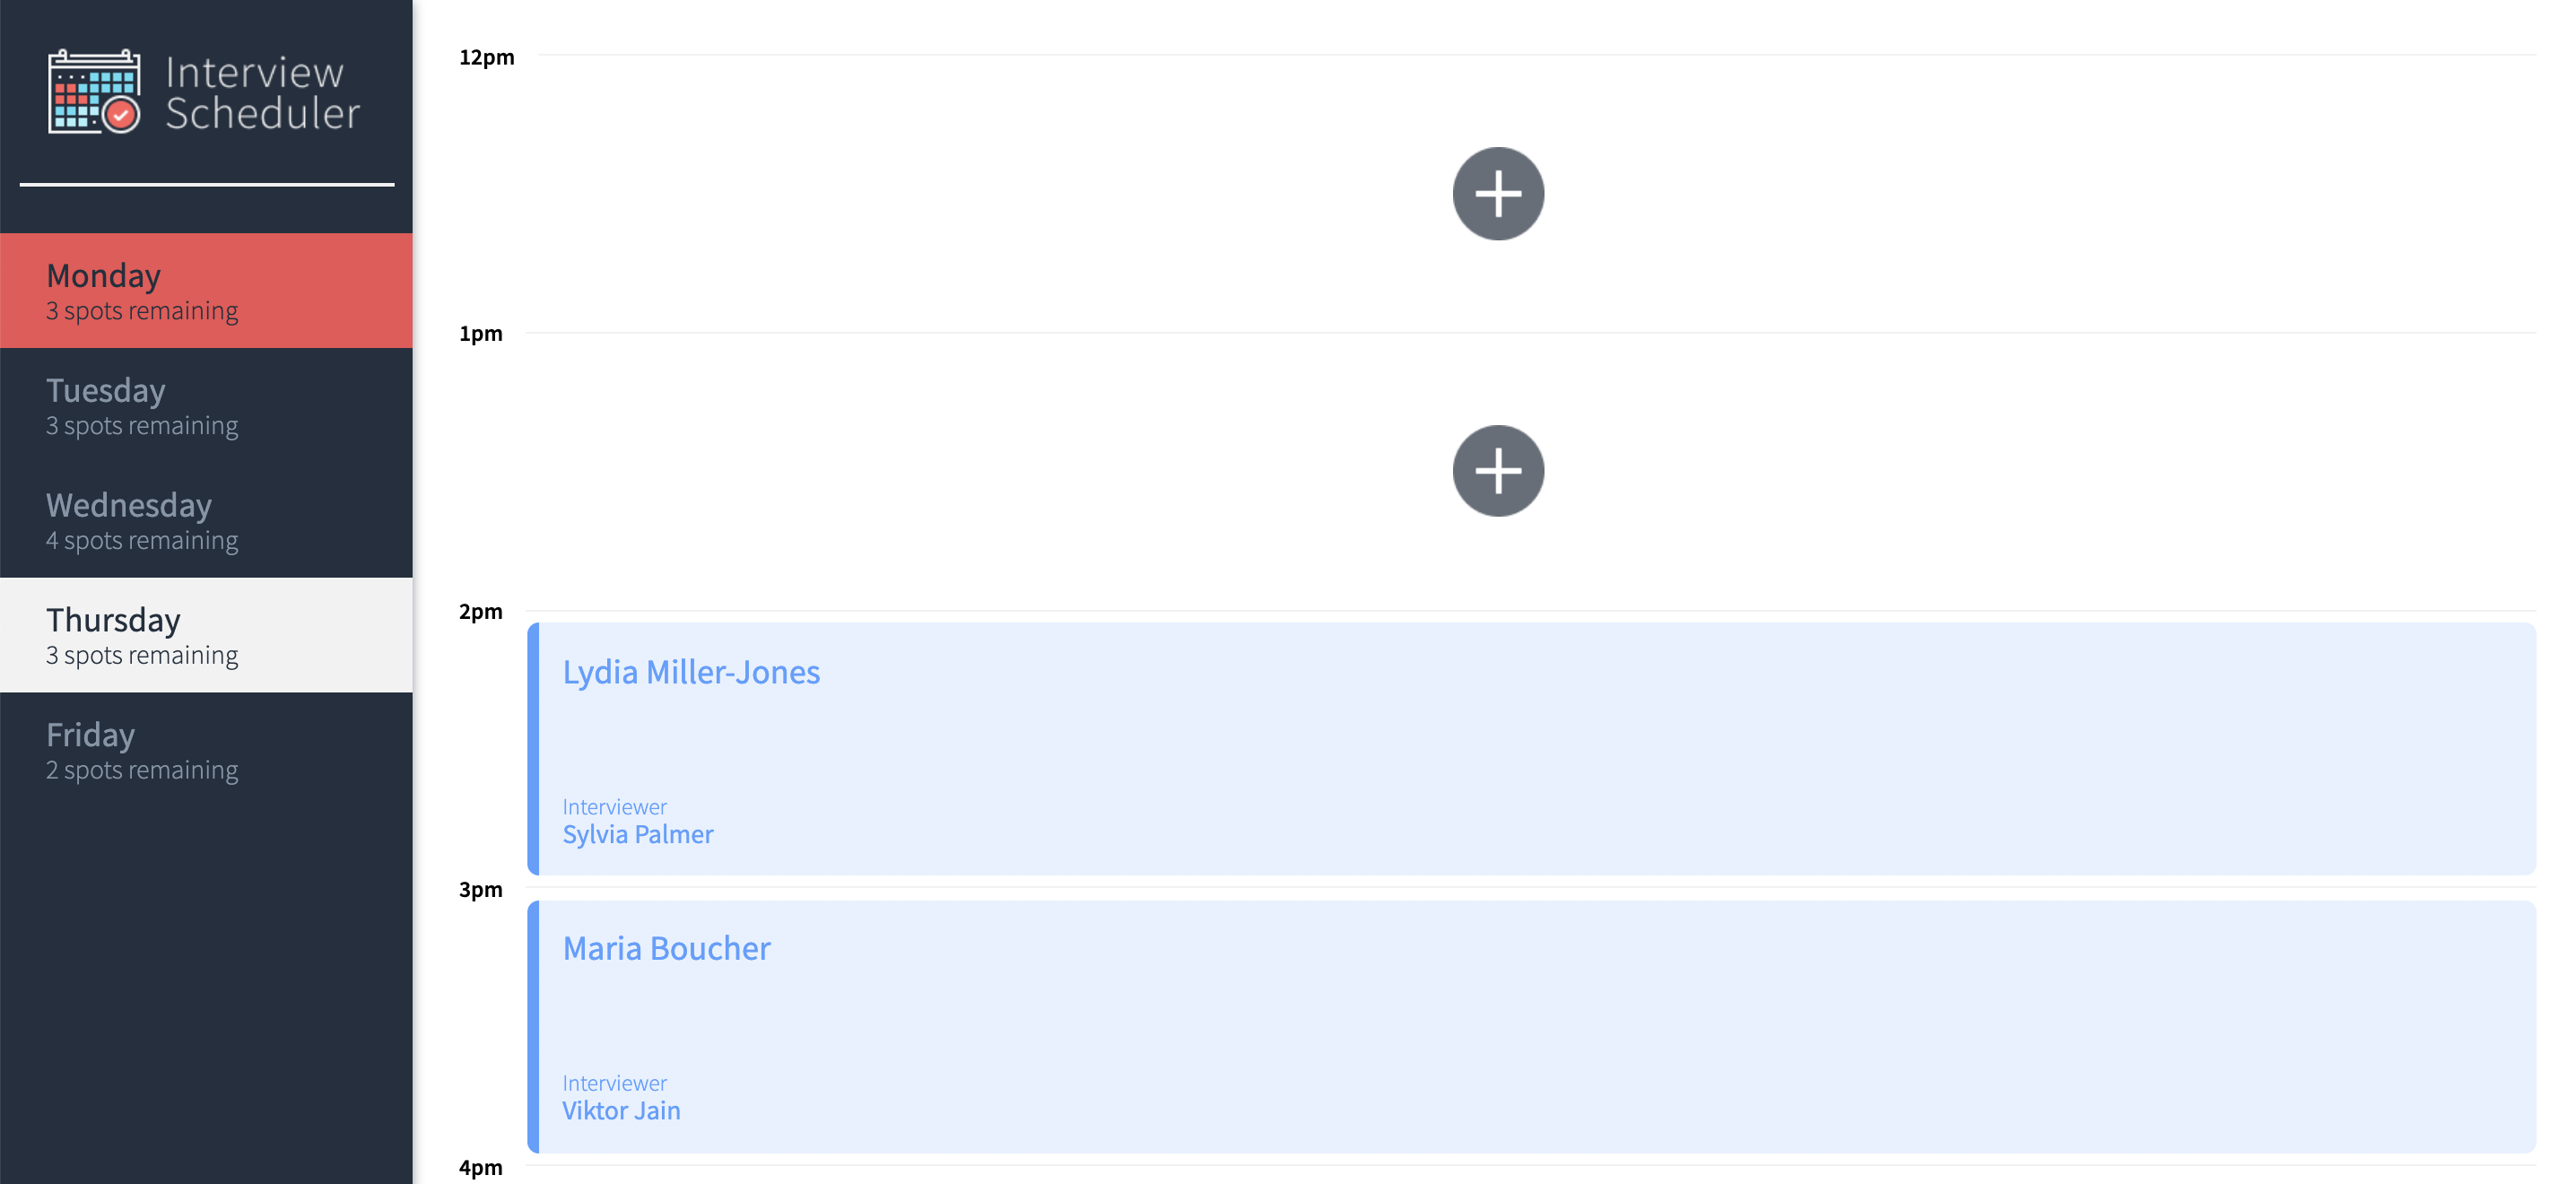 Interview
Scheduler
Monday
3 spots remaining
Tuesday
3 spots remaining
Wednesday
4 spots remaining
Thursday
3 spots remaining
Friday
2 spots remaining
12pm
1pm
2pm
Lydia Miller-Jones
Interviewer
Sylvia Palmer
3pm
Maria Boucher
Interviewer
Viktor Jain
4pm